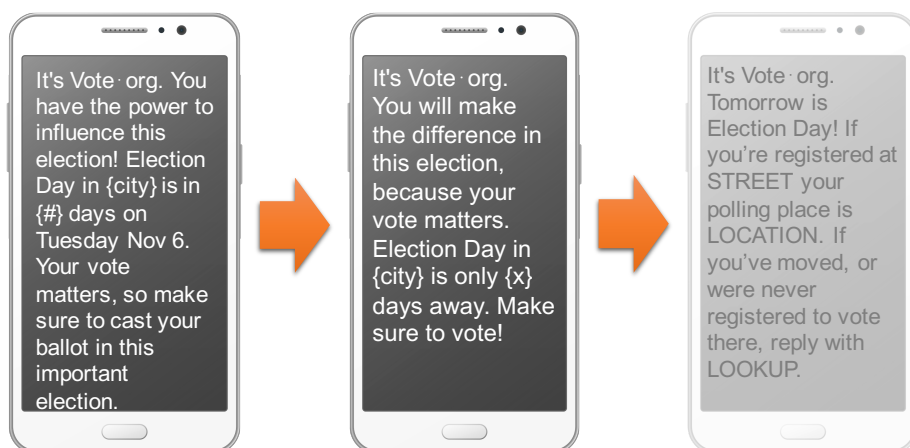 It's Vote·org. You
have the power to
influence this
election! Election
Day in {city} is in
{#} days on
Tuesday Nov 6.
Your vote
matters, so make
sure to cast your
ballot in this
important
election.
It's Vote·org.
You will make
the difference in
this election,
because your
vote matters.
Election Day in
{city} is only {x}
days away. Make
sure to vote!
It's Vote·org.
Tomorrow is
Election Day! If
you’re registered at
STREET your
polling place is
LOCATION. If
you’ve moved, or
were never
registered to vote
there, reply with
LOOKUP.